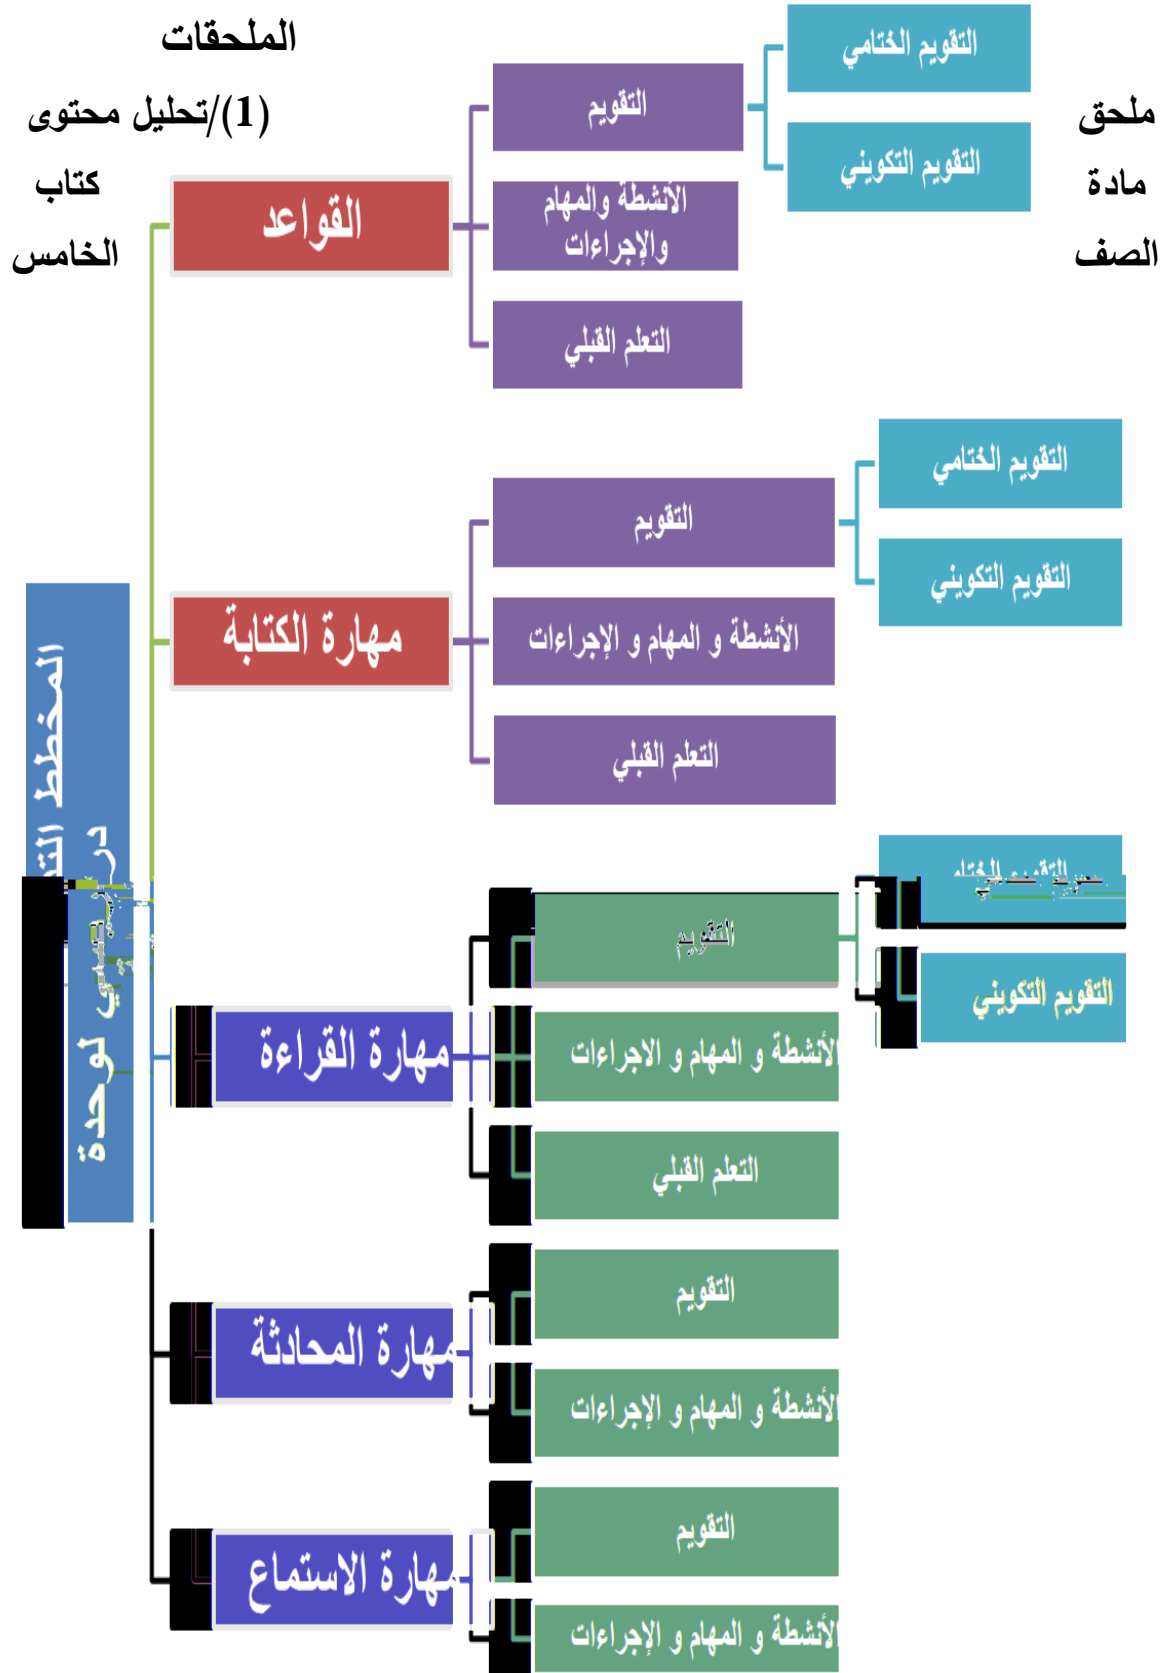 الملحقات
ملحق (1)/تحليل محتوى
مادة كتاب
الصف الخامس
القواعد
التقويم
التقويم الختامي
التقويم التكويني
الأنشطة والمهام
والإجراءات
التعلم القبلي
مهارة الكتابة
التقويم
التقويم الختامي
التقويم التكويني
الأنشطة و المهام و الإجراءات
التعلم القبلي
المخطط
لوحدة
مهارة القراءة
التقويم
التقويم التكويني
الأنشطة و المهام و الاجراءات
التعلم القبلي
مهارة المحادثة
التقويم
الأنشطة و المهام و الإجراءات
مهارة الاستماع
التقويم
الأنشطة و المهام و الإجراءات